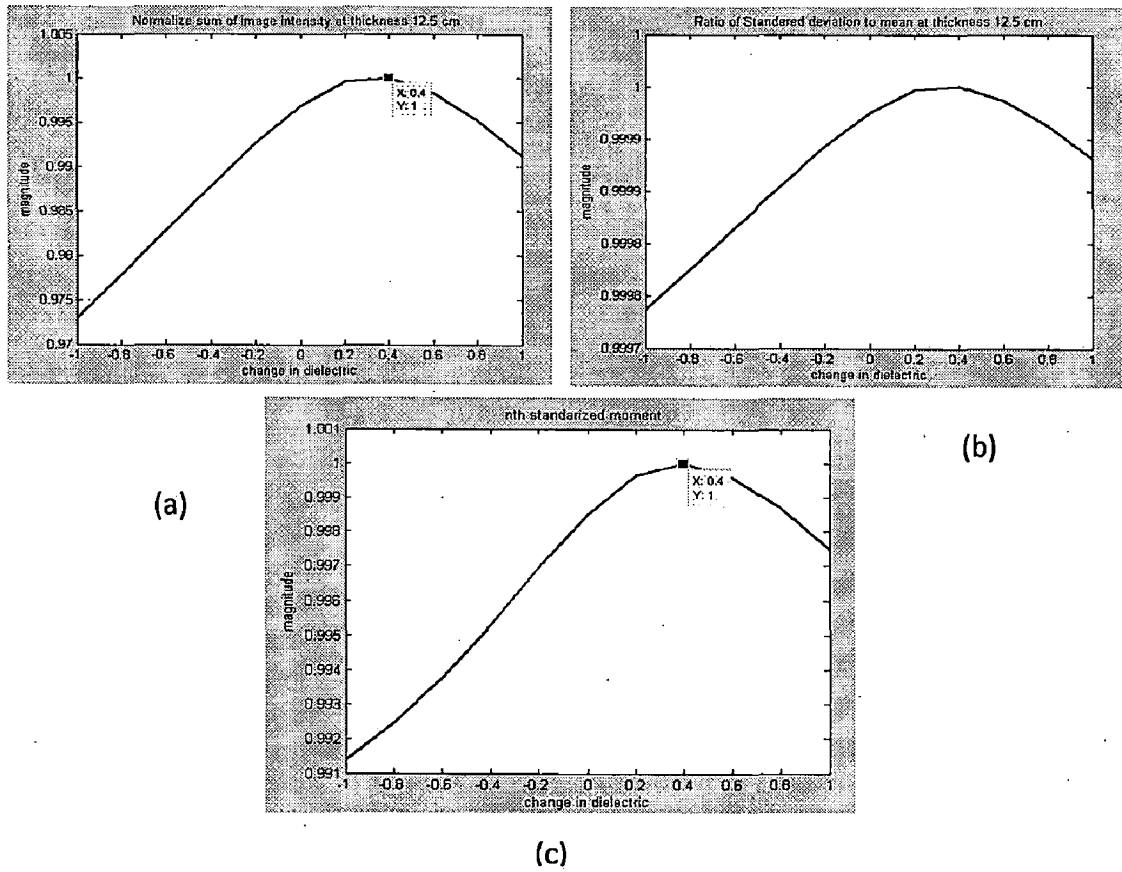 Normalize sum of image intensity at thickness 12.5 cm
1.005
1
0.995
0.99
0.985
0.98
0.975
0.97
magnitude
X: 0.4
Y: 1
-1 -0.8 -0.6 -0.4 -0.2 0 0.2 0.4 0.6 0.8 1
change in dielectric
Ratio of Standered deviation to mean at thickness 12.5 cm
1
1
0.9999
0.9999
0.9998
0.9998
0.9997
magnitude
-1 -0.8 -0.6 -0.4 -0.2 0 0.2 0.4 0.6 0.8 1
change in dielectric
(a)
(b)
nth standarized moment
1.001
1
0.999
0.998
0.997
0.996
0.995
0.994
0.993
0.992
0.991
magnitude
X: 0.4
Y: 1
-1 -0.8 -0.6 -0.4 -0.2 0 0.2 0.4 0.6 0.8 1
change in dielectric
(c)